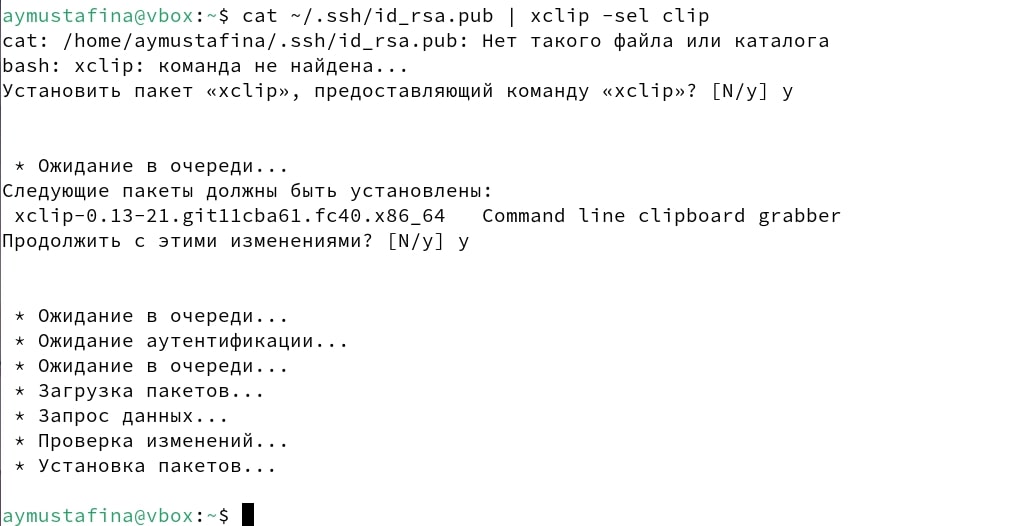 aymustafina@vbox:~$ cat ~/.ssh/id_rsa.pub | xclip -sel clip
cat: /home/aymustafina/.ssh/id_rsa.pub: Нет такого файла или каталога
bash: xclip: команда не найдена...
Установить пакет «xclip», предоставляющий команду «xclip»? [N/y] y
* Ожидание в очереди...
Следующие пакеты должны быть установлены:
xclip-0.13-21.git11cba61.fc40.x86_64   Command line clipboard grabber
Продолжить с этими изменениями? [N/y] y
* Ожидание в очереди...
* Ожидание аутентификации...
* Ожидание в очереди...
* Загрузка пакетов...
* Запрос данных...
* Проверка изменений...
* Установка пакетов...
aymustafina@vbox:~$